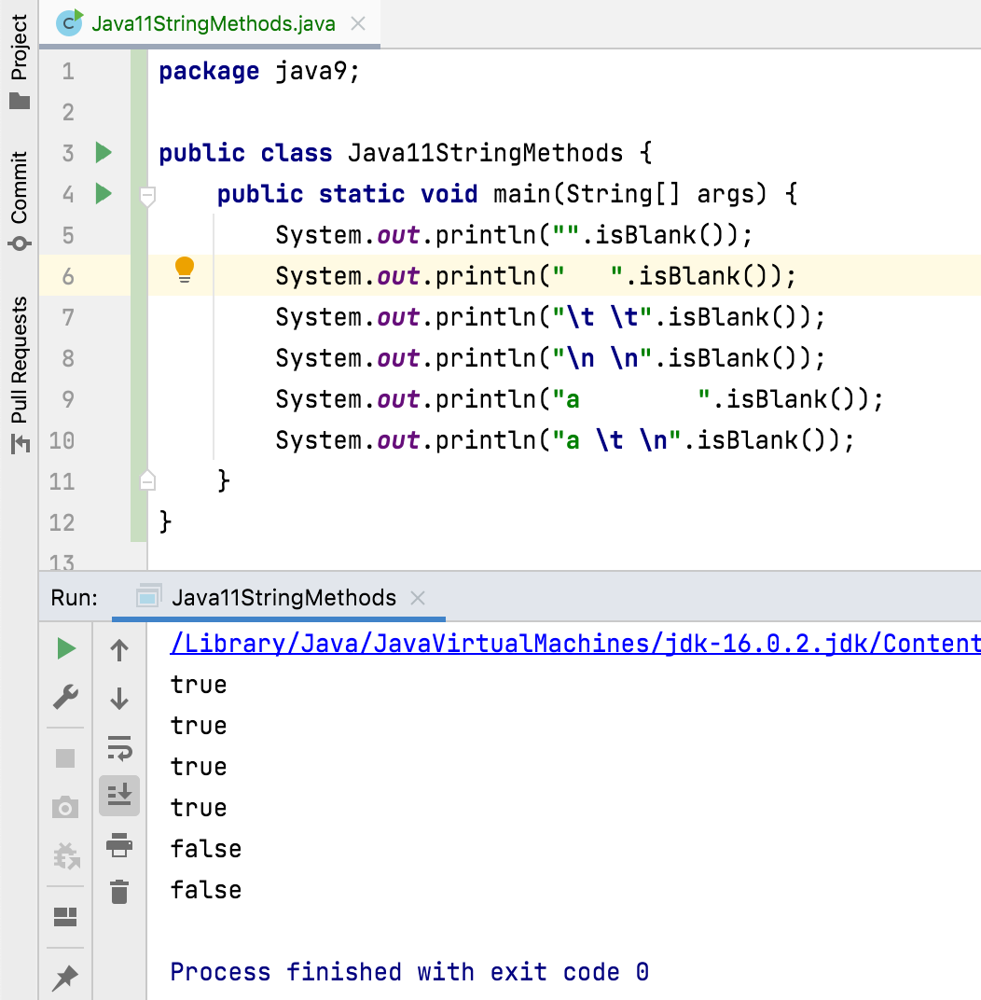 Project
Commit
Pull Requests
Java11StringMethods.java
1 package java9;
2
3 public class Java11StringMethods {
4     public static void main(String[] args) {
5         System.out.println("".isBlank());
6         System.out.println("   ".isBlank());
7         System.out.println("\t \t".isBlank());
8         System.out.println("\n \n".isBlank());
9         System.out.println("a        ".isBlank());
10         System.out.println("a \t \n".isBlank());
11     }
12 }
13
Run: Java11StringMethods
/Library/Java/JavaVirtualMachines/jdk-16.0.2.jdk/Content
true
true
true
true
false
false
Process finished with exit code 0